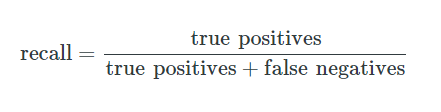 recall = true positives / true positives + false negatives